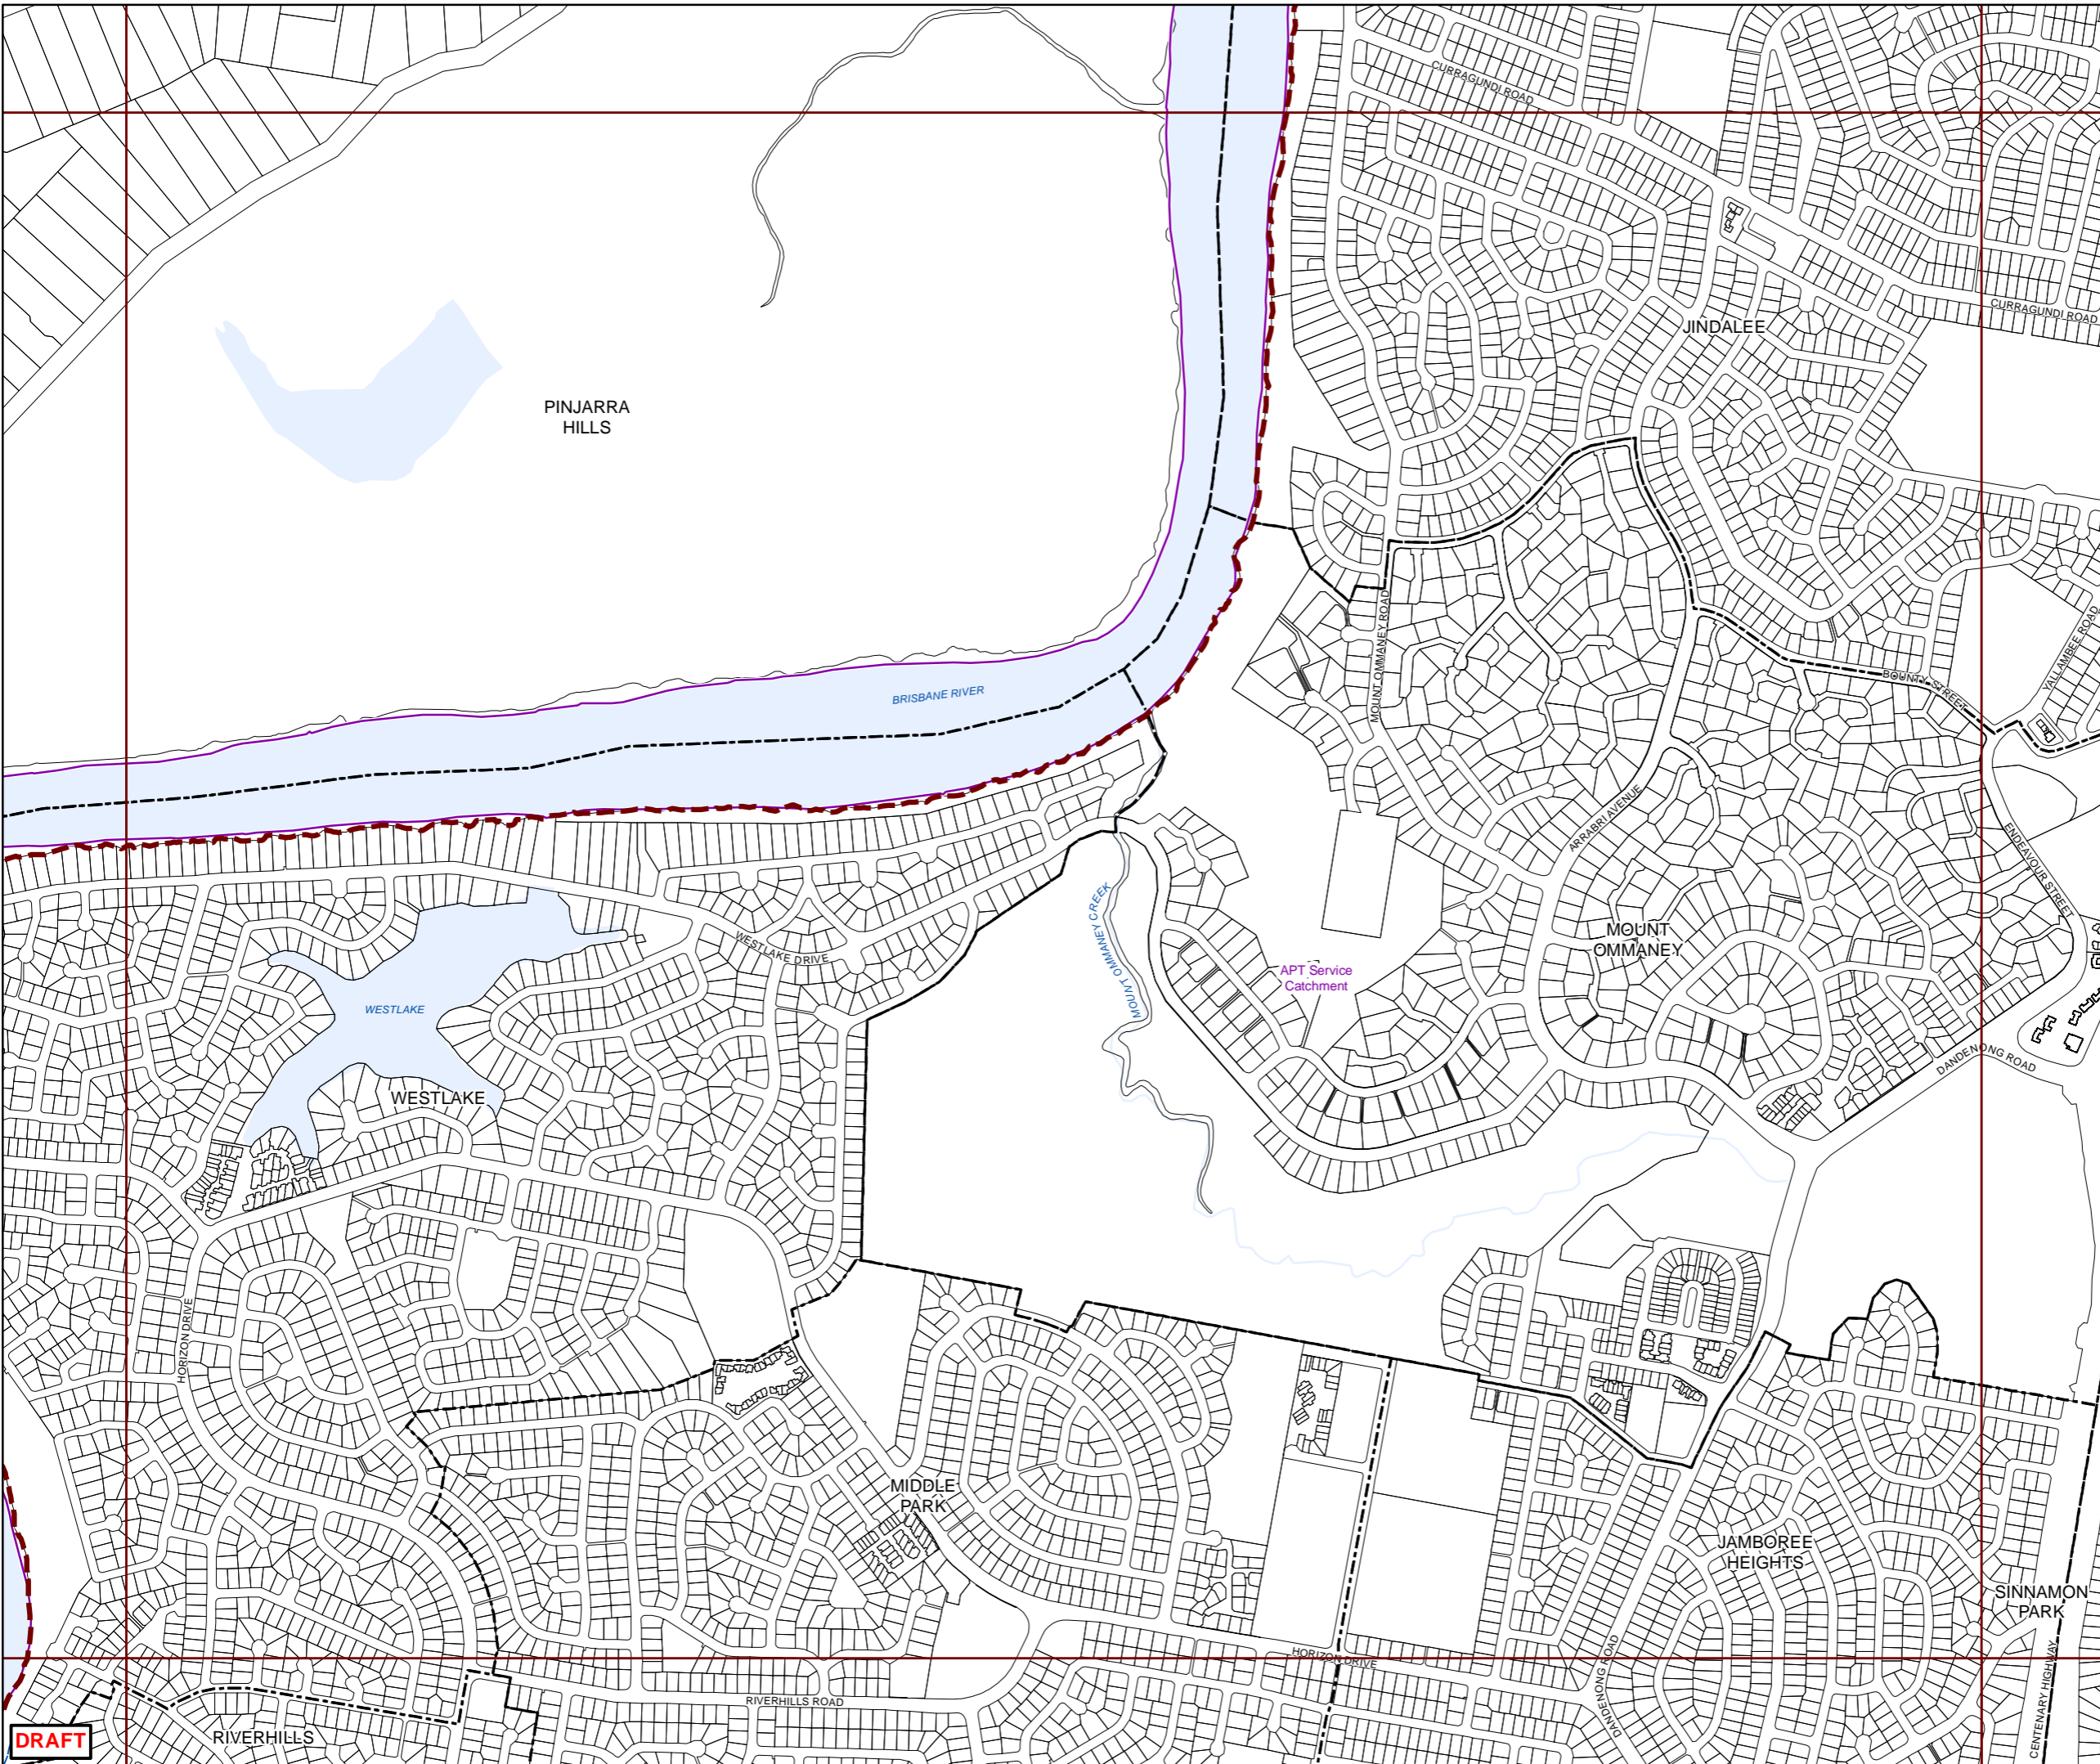 CURRAGUNDI ROAD
CURRAGUNDI ROAD
JINDALEE
PINJARRA
HILLS
MOUNT OMMANEY ROAD
YALLAMBEE ROAD
BOUNTY STREET
BRISBANE RIVER
ARRABRI AVENUE
ENDEAVOUR STREET
MOUNT OMMANEY CREEK
WESTLAKE DRIVE
MOUNT
OMMANEY
APT Service
Catchment
WESTLAKE
DANDENONG ROAD
WESTLAKE
HORIZON DRIVE
MIDDLE
PARK
JAMBOREE
HEIGHTS
SINNAMON
PARK
HORIZON DRIVE
DANDENONG ROAD
CENTENARY HIGHWAY
RIVERHILLS ROAD
RIVERHILLS
DRAFT